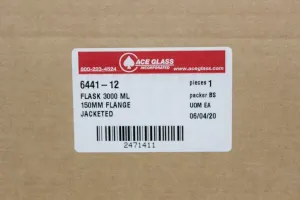 ACE GLASS
INCORPORATED
800-223-4524 www.aceglass.com
6441-12 pieces 1
FLASK 3000 ML packer BS
150MM FLANGE UOM EA
JACKETED 06/04/20
2471411